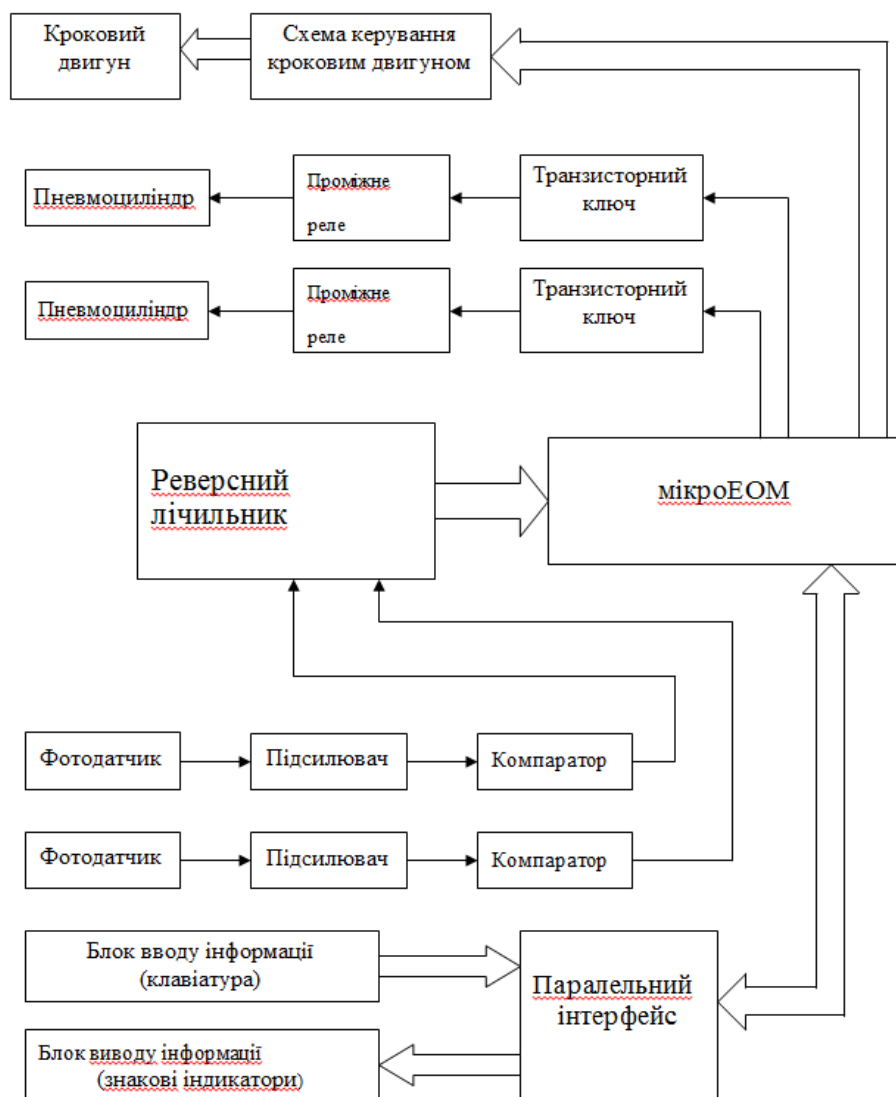 Кроковий
двигун
Схема керування
кроковим двигуном
Пневмоциліндр
Проміжне
реле
Транзисторний
ключ
Пневмоциліндр
Проміжне
реле
Транзисторний
ключ
Реверсний
лічильник
мікроЕОМ
Фотодатчик
Підсилювач
Компаратор
Фотодатчик
Підсилювач
Компаратор
Блок вводу інформації
(клавіатура)
Паралельний
інтерфейс
Блок виводу інформації
(знакові індикатори)